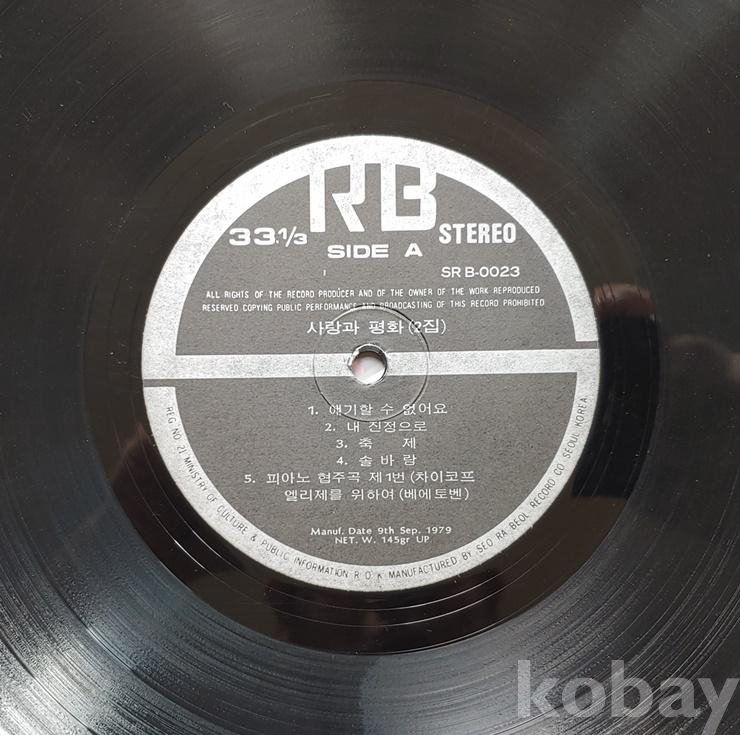 RB
33.1/3 SIDE A STEREO
SR B-0023
ALL RIGHTS OF THE RECORD PRODUCER AND OF THE OWNER OF THE WORK REPRODUCED
RESERVED COPYING PUBLIC PERFORMANCE AND BROADCASTING OF THIS RECORD PROHIBITED
사랑과 평화(2집)
1. 얘기할 수 없어요
2. 내 진정으로
3. 축 제
4. 솔바람
5. 피아노 협주곡 제1번 (차이코프
엘리제를 위하여(베에토벤)
Manuf. Date 9th Sep. 1979
NET. W. 145gr UP
REG. NO. 21 MINISTRY OF CULTURE & PUBLIC INFORMATION R O K MANUFACTURED BY SEO RA BEOL RECORD CO. SEOUL KOREA
kobay